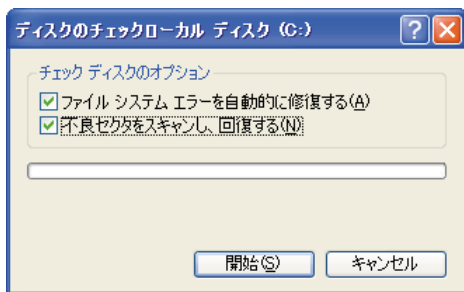 ディスクのチェックローカル ディスク (C:)
チェック ディスクのオプション
ファイル システム エラーを自動的に修復する(A)
不良セクタをスキャンし、回復する(N)
開始(S)
キャンセル